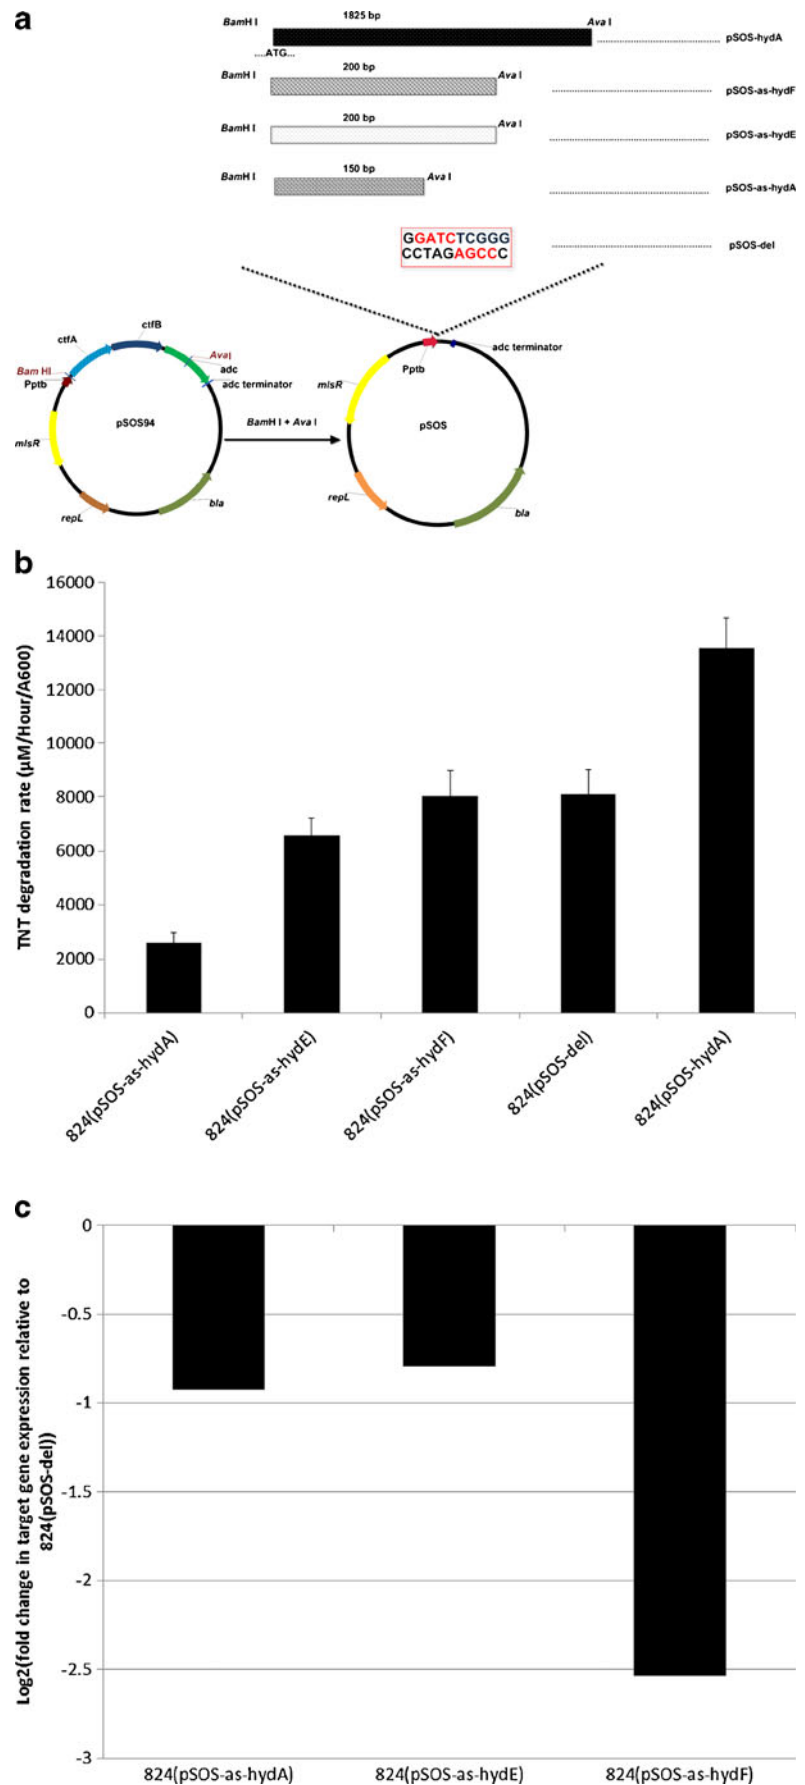 a
1825 bp
BamH I
Ava I
pSOS-hydA
....ATG...
200 bp
BamH I
Ava I
pSOS-as-hydF
200 bp
BamH I
Ava I
pSOS-as-hydE
150 bp
BamH I
Ava I
pSOS-as-hydA
GGATCTCGGG
CCTAGAGCCC
pSOS-del
ctfB
ctfA
AvaI
Bam HI
adc
Pptb
adc terminator
pSOS94
mlsR
repL
bla
BamH I + Ava I
Pptb
adc terminator
mlsR
pSOS
repL
bla
b
TNT degradation rate (µM/Hour/A600)
16000
14000
12000
10000
8000
6000
4000
2000
0
824(pSOS-as-hydA)
824(pSOS-as-hydE)
824(pSOS-as-hydF)
824(pSOS-del)
824(pSOS-hydA)
c
Log2(fold change in target gene expression relative to
824(pSOS-del))
0
-0.5
-1
-1.5
-2
-2.5
-3
824(pSOS-as-hydA)
824(pSOS-as-hydE)
824(pSOS-as-hydF)